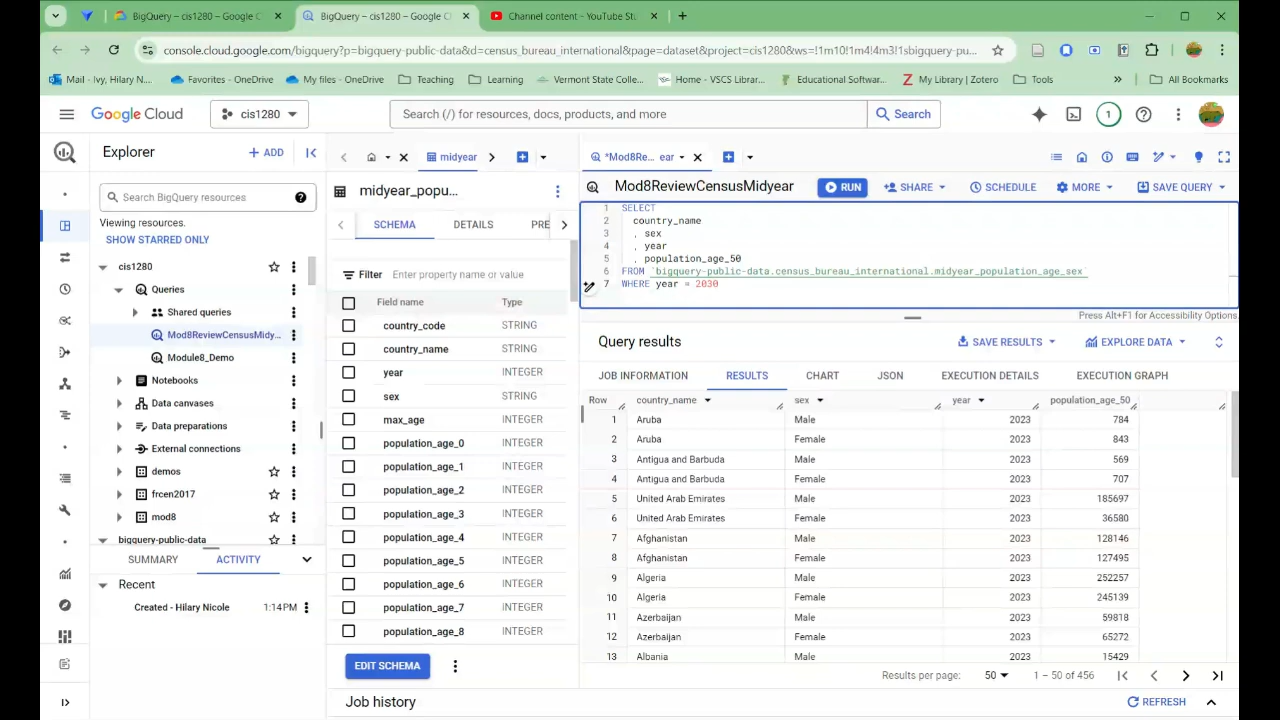 BigQuery – cis1280 – Google C
BigQuery – cis1280 – Google C
Channel content - YouTube Stu
console.cloud.google.com/bigquery?p=bigquery-public-data&d=census_bureau_international&page=dataset&project=cis1280&ws=!1m10!1m4!4m3!1sbigquery-pu...
Mail - Ivy, Hilary N...
Favorites - OneDrive
My files - OneDrive
Teaching
Learning
Vermont State Colle...
Home - VSCS Librar...
Educational Softwar...
My Library | Zotero
Tools
»
All Bookmarks
Google Cloud
cis1280
Search (/) for resources, docs, products, and more
Search
1
Explorer
+ ADD
Search BigQuery resources
Viewing resources.
SHOW STARRED ONLY
cis1280
Queries
Shared queries
Mod8ReviewCensusMidy...
Module8_Demo
Notebooks
Data canvases
Data preparations
External connections
demos
frcen2017
mod8
bigquery-public-data
SUMMARY
ACTIVITY
Recent
Created - Hilary Nicole
1:14 PM
midyear
midyear_popu...
SCHEMA
DETAILS
PRE
Filter
Enter property name or value
Field name
Type
country_code
STRING
country_name
STRING
year
INTEGER
sex
STRING
max_age
INTEGER
population_age_0
INTEGER
population_age_1
INTEGER
population_age_2
INTEGER
population_age_3
INTEGER
population_age_4
INTEGER
population_age_5
INTEGER
population_age_6
INTEGER
population_age_7
INTEGER
population_age_8
INTEGER
EDIT SCHEMA
*Mod8Re... ear
Mod8ReviewCensusMidyear
RUN
SHARE
SCHEDULE
MORE
SAVE QUERY
1 SELECT
2 country_name
3 , sex
4 , year
5 , population_age_50
6 FROM `bigquery-public-data.census_bureau_international.midyear_population_age_sex`
7 WHERE year = 2030
Press Alt+F1 for Accessibility Options.
Query results
SAVE RESULTS
EXPLORE DATA
JOB INFORMATION
RESULTS
CHART
JSON
EXECUTION DETAILS
EXECUTION GRAPH
Row country_name sex year population_age_50
1 Aruba Male 2023 784
2 Aruba Female 2023 843
3 Antigua and Barbuda Male 2023 569
4 Antigua and Barbuda Female 2023 707
5 United Arab Emirates Male 2023 185697
6 United Arab Emirates Female 2023 36580
7 Afghanistan Male 2023 128146
8 Afghanistan Female 2023 127495
9 Algeria Male 2023 252257
10 Algeria Female 2023 245139
11 Azerbaijan Male 2023 59818
12 Azerbaijan Female 2023 65272
13 Albania Male 2023 15429
Results per page: 50 1 – 50 of 456
Job history
REFRESH